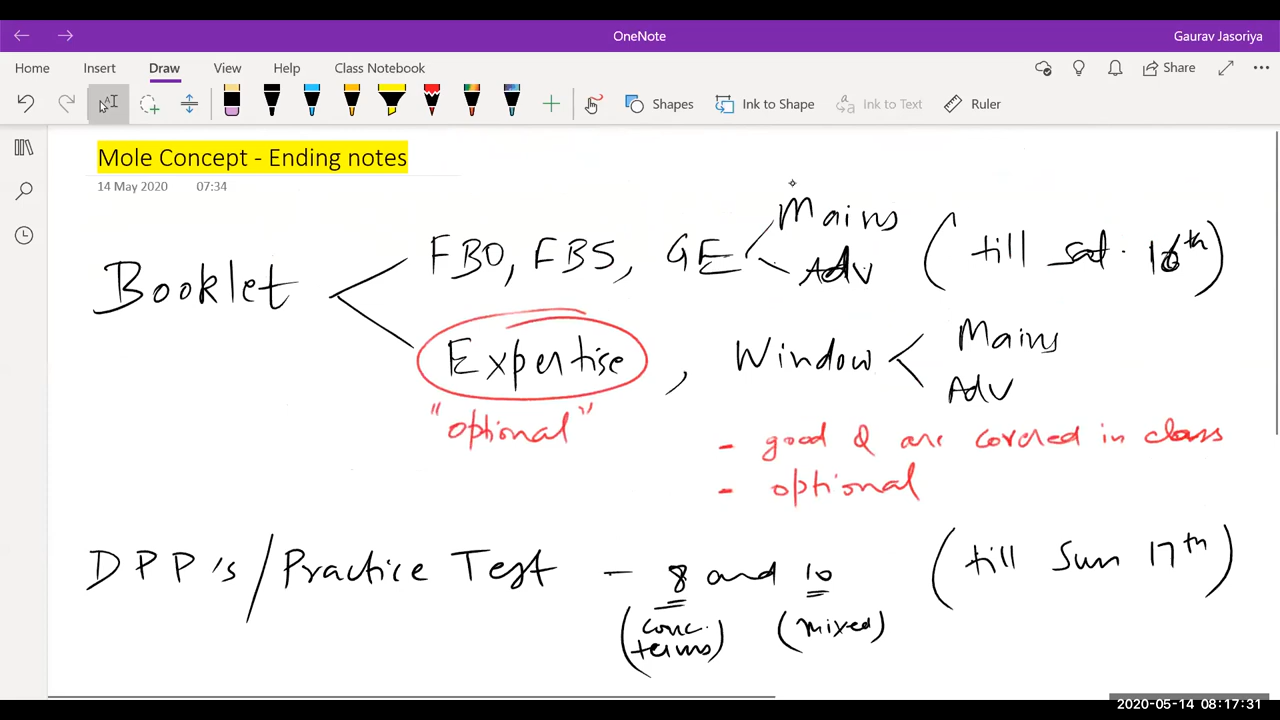 OneNote
Gaurav Jasoriya
Home Insert Draw View Help Class Notebook
Share
Shapes Ink to Shape Ink to Text Ruler
Mole Concept - Ending notes
14 May 2020 07:34
Booklet
FBO, FBS, GE
Mains
Adv
(till sat. 16th)
Expertise, Window
Mains
Adv
"optional"
- good Q are covered in class
- optional
DPP's/Practice Test - 8 and 10 (till Sun 17th)
(conc. terms)
(mixed)
2020-05-14 08:17:31